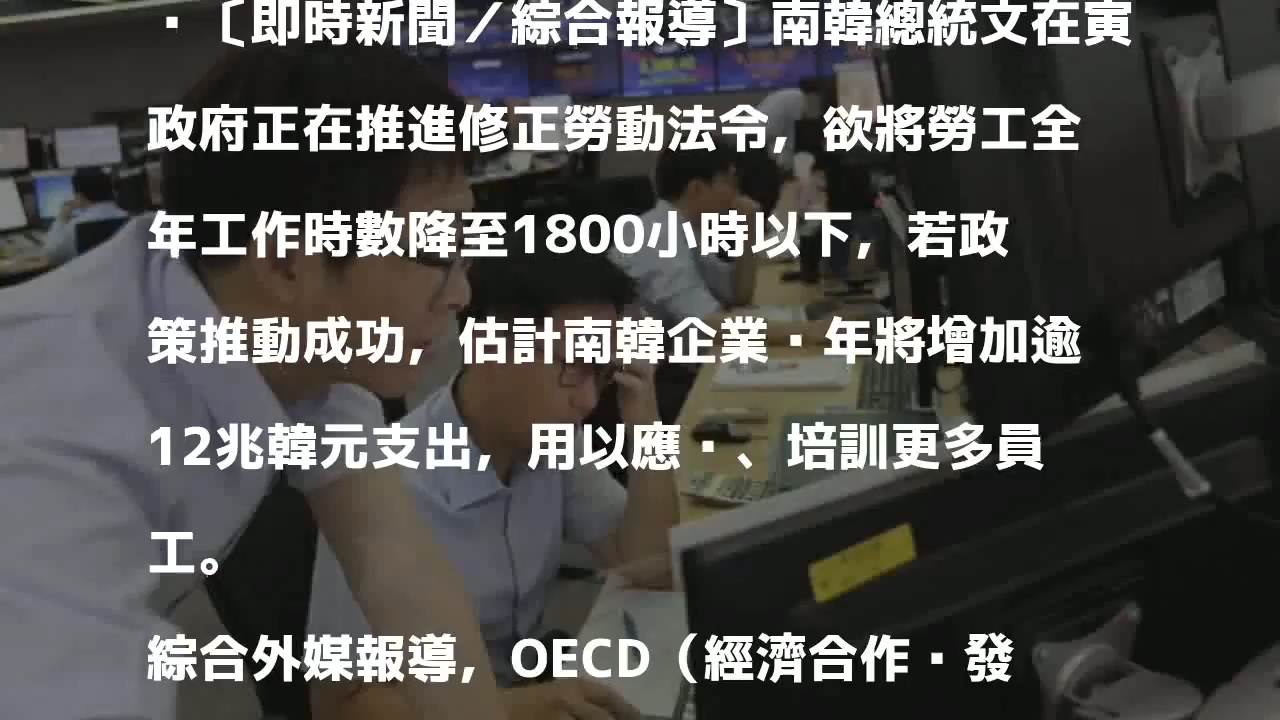 ▪〔即時新聞／綜合報導〕南韓總統文在寅
政府正在推進修正勞動法令，欲將勞工全
年工作時數降至1800小時以下，若政
策推動成功，估計南韓企業▪年將增加逾
12兆韓元支出，用以應▪、培訓更多員
工。
綜合外媒報導，OECD（經濟合作▪發